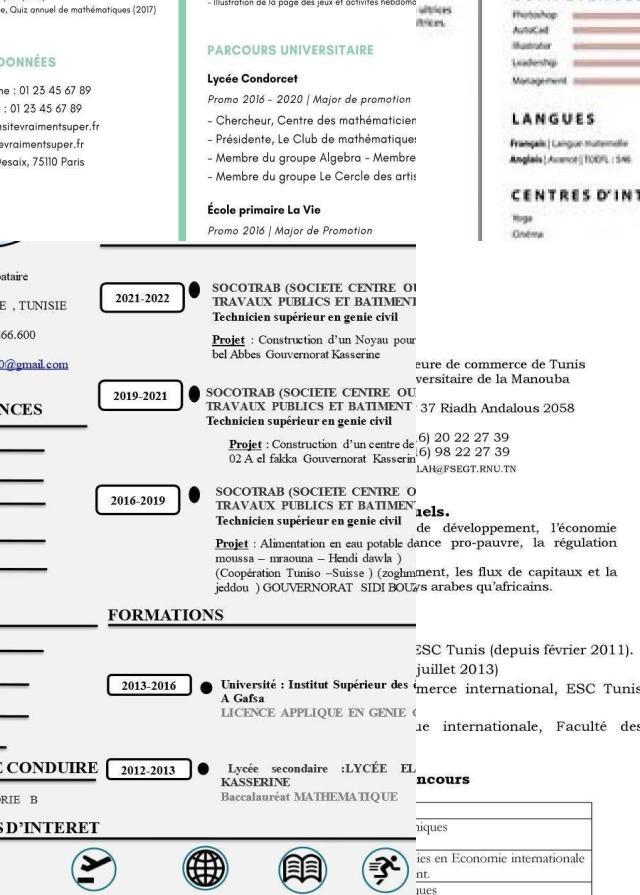 e, Quiz annuel de mathématiques (2017)
DONNÉES
ne : 01 23 45 67 89
: 01 23 45 67 89
sitevraimentsuper.fr
evraimentsuper.fr
Desaix, 75110 Paris
- Illustration de la page des jeux et activités hebdoma
PARCOURS UNIVERSITAIRE
Lycée Condorcet
Promo 2016 - 2020 | Major de promotion
- Chercheur, Centre des mathématicien
- Présidente, Le Club de mathématiques
- Membre du groupe Algebra - Membre
- Membre du groupe Le Cercle des artis
École primaire La Vie
Promo 2016 | Major de Promotion
ultrices
ltrices.
Photoshop
AutoCad
Illustrator
Leadership
Management
LANGUES
Français | Langue maternelle
Anglais | Avancé | TOEFL : 546
CENTRES D'INT
Yoga
Cinéma
pataire
E , TUNISIE
66.600
0@gmail.com
NCES
E CONDUIRE
ORIE B
S D'INTERET
2021-2022
SOCOTRAB (SOCIETE CENTRE OU
TRAVAUX PUBLICS ET BATIMENT
Technicien supérieur en genie civil
Projet : Construction d'un Noyau pour
bel Abbes Gouvernorat Kasserine
2019-2021
SOCOTRAB (SOCIETE CENTRE OU
TRAVAUX PUBLICS ET BATIMENT
Technicien supérieur en genie civil
Projet : Construction d'un centre de
02 A el fakka Gouvernorat Kasserin
2016-2019
SOCOTRAB (SOCIETE CENTRE O
TRAVAUX PUBLICS ET BATIMEN
Technicien supérieur en genie civil
Projet : Alimentation en eau potable d
moussa – mraouna – Hendi dawla )
(Coopération Tuniso –Suisse ) (zoghm
jeddou ) GOUVERNORAT SIDI BOUZ
FORMATIONS
2013-2016
Université : Institut Supérieur des
A Gafsa
LICENCE APPLIQUE EN GENIE C
2012-2013
Lycée secondaire :LYCÉE EL
KASSERINE
Baccalauréat MATHEMATIQUE
eure de commerce de Tunis
versitaire de la Manouba
37 Riadh Andalous 2058
6) 20 22 27 39
16) 98 22 27 39
LAH@FSEGT.RNU.TN
uels.
de développement, l'économie
ance pro-pauvre, la régulation
ment, les flux de capitaux et la
ys arabes qu'africains.
ESC Tunis (depuis février 2011).
juillet 2013)
merce international, ESC Tunis
ue internationale, Faculté des
ncours
niques
ies en Economie internationale
nt.
ques